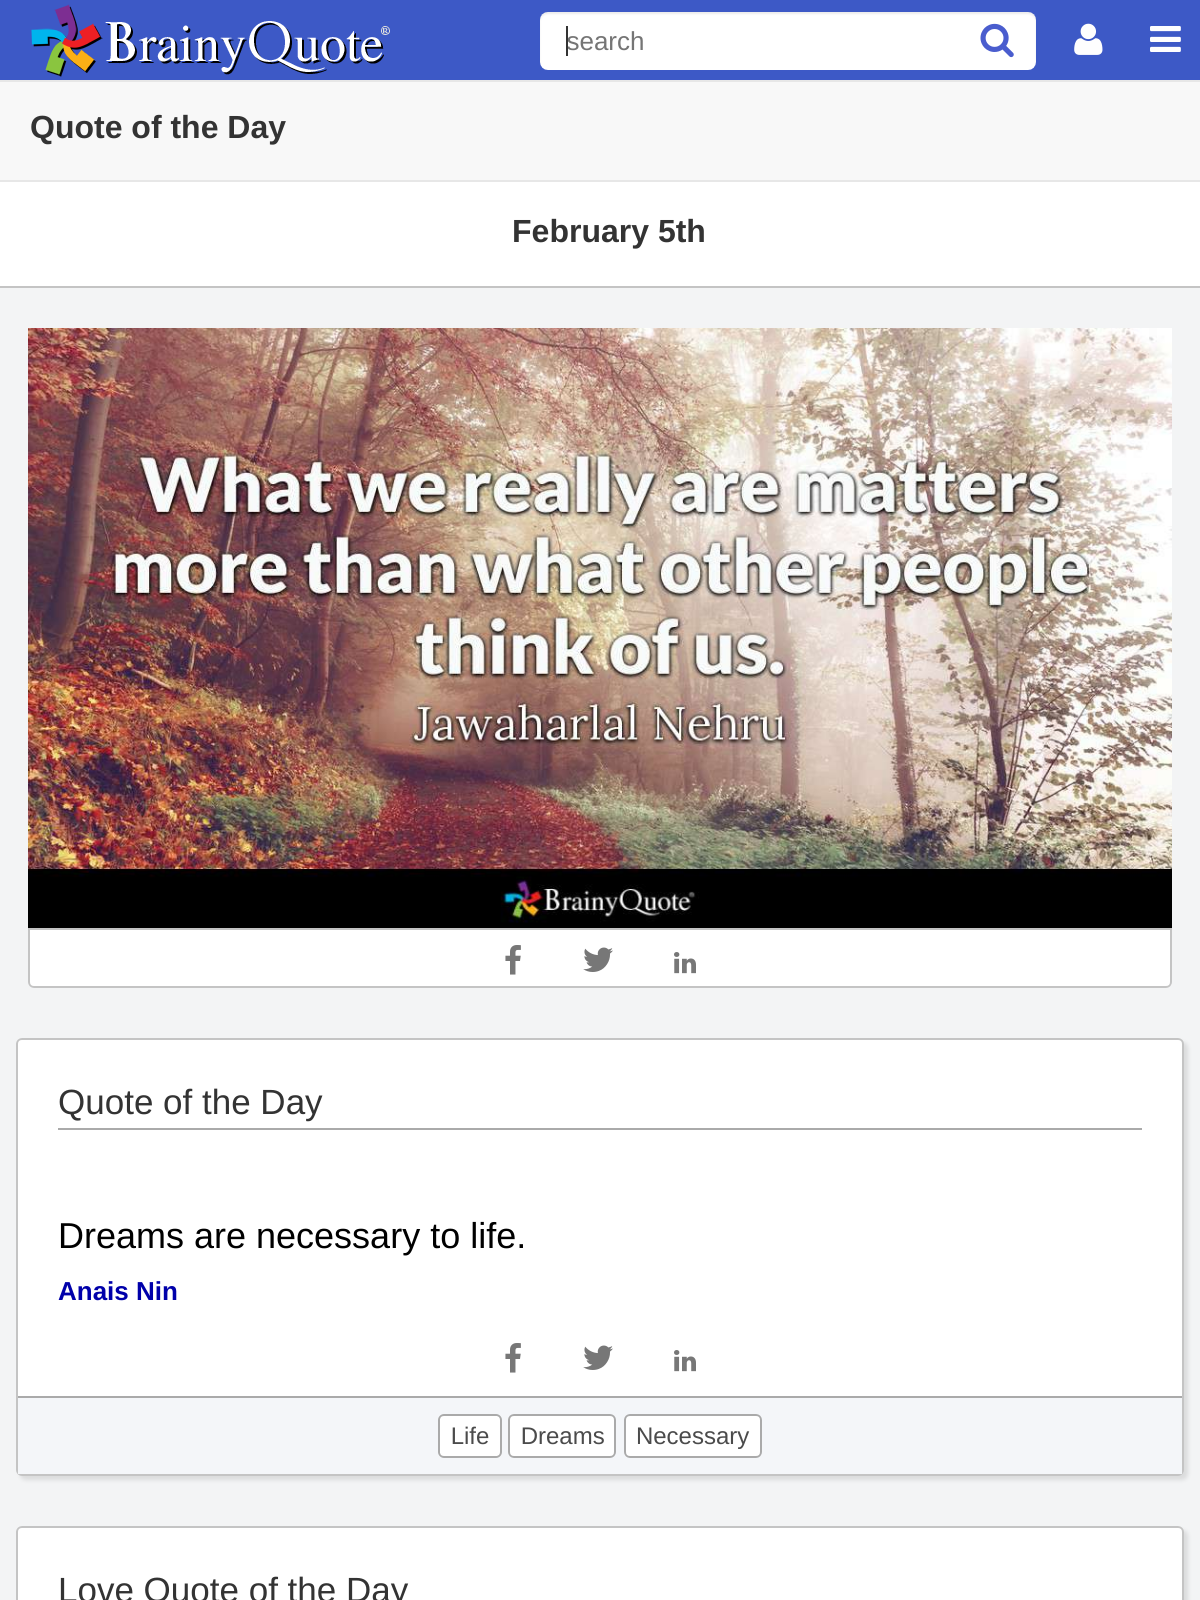 BrainyQuote®
search
Quote of the Day
February 5th
What we really are matters
more than what other people
think of us.
Jawaharlal Nehru
BrainyQuote®
Quote of the Day
Dreams are necessary to life.
Anais Nin
Life Dreams Necessary
Love Quote of the Day